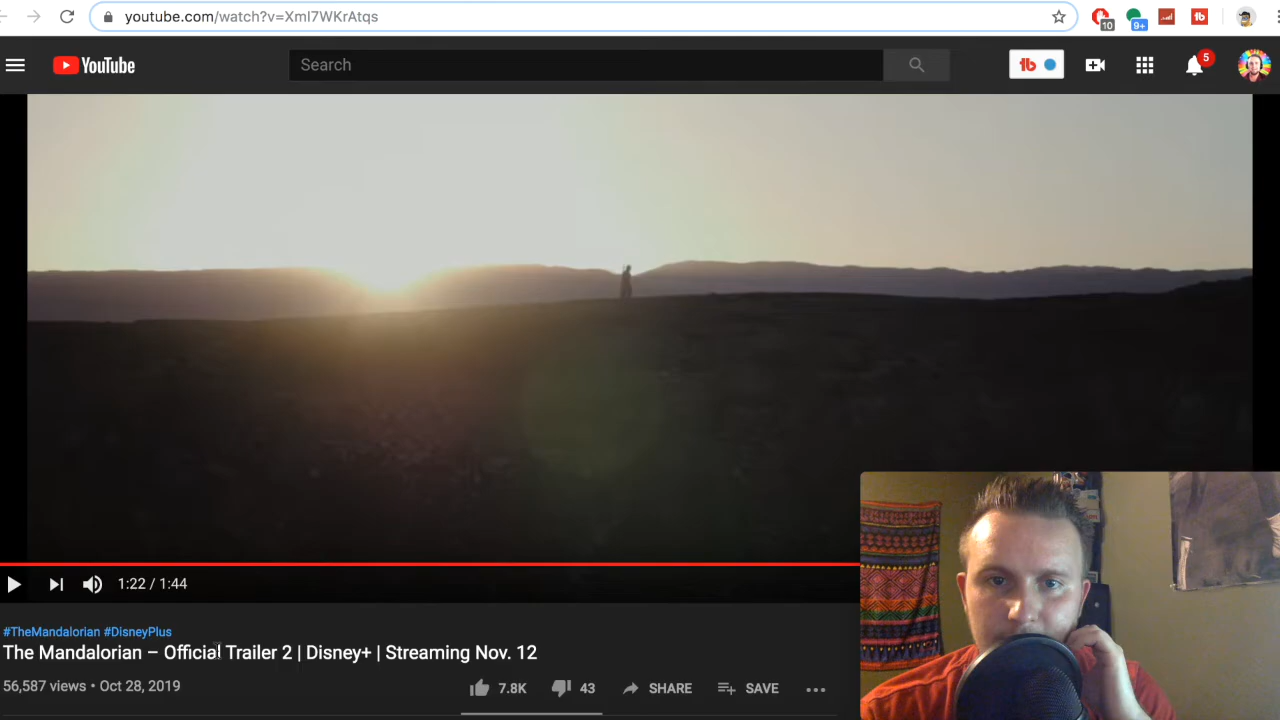 youtube.com/watch?v=XmI7WKrAtqs
10
9+
YouTube
Search
5
1:22 / 1:44
#TheMandalorian #DisneyPlus
The Mandalorian – Official Trailer 2 | Disney+ | Streaming Nov. 12
56,587 views • Oct 28, 2019
7.8K
43
SHARE
SAVE